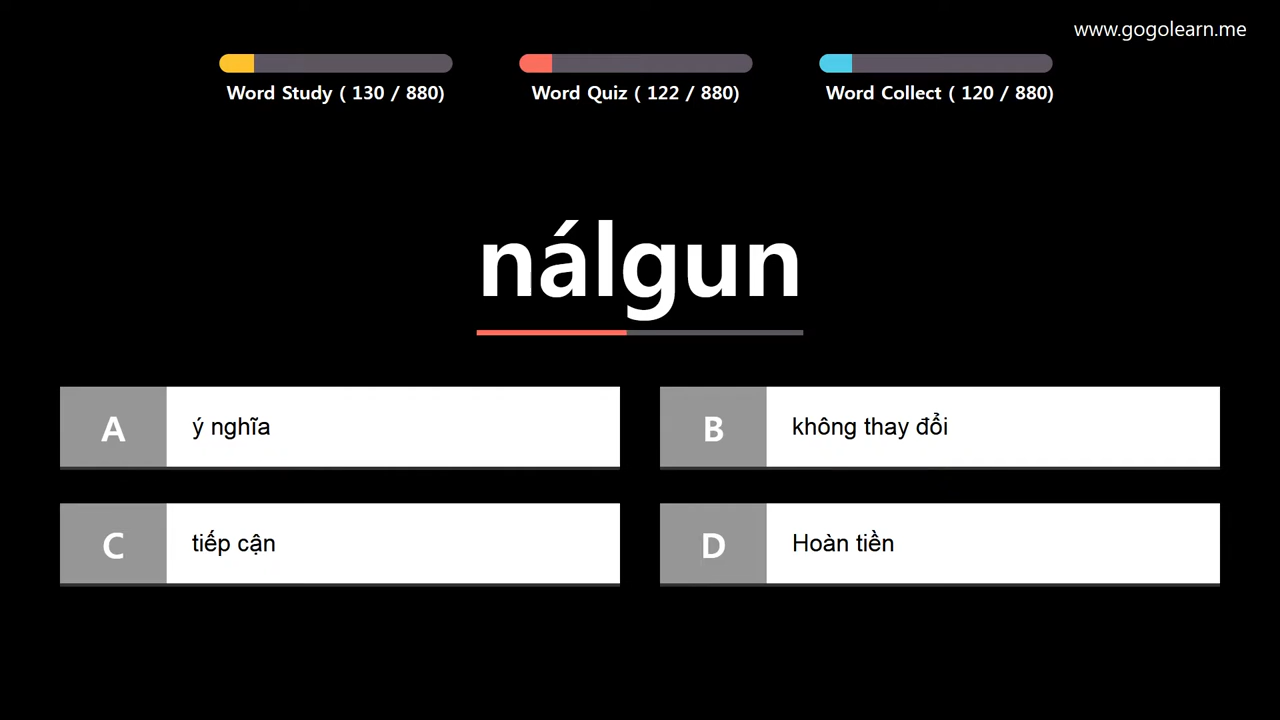 www.gogolearn.me
Word Study ( 130 / 880)
Word Quiz ( 122 / 880)
Word Collect ( 120 / 880)
nálgun
A ý nghĩa
B không thay đổi
C tiếp cận
D Hoàn tiền